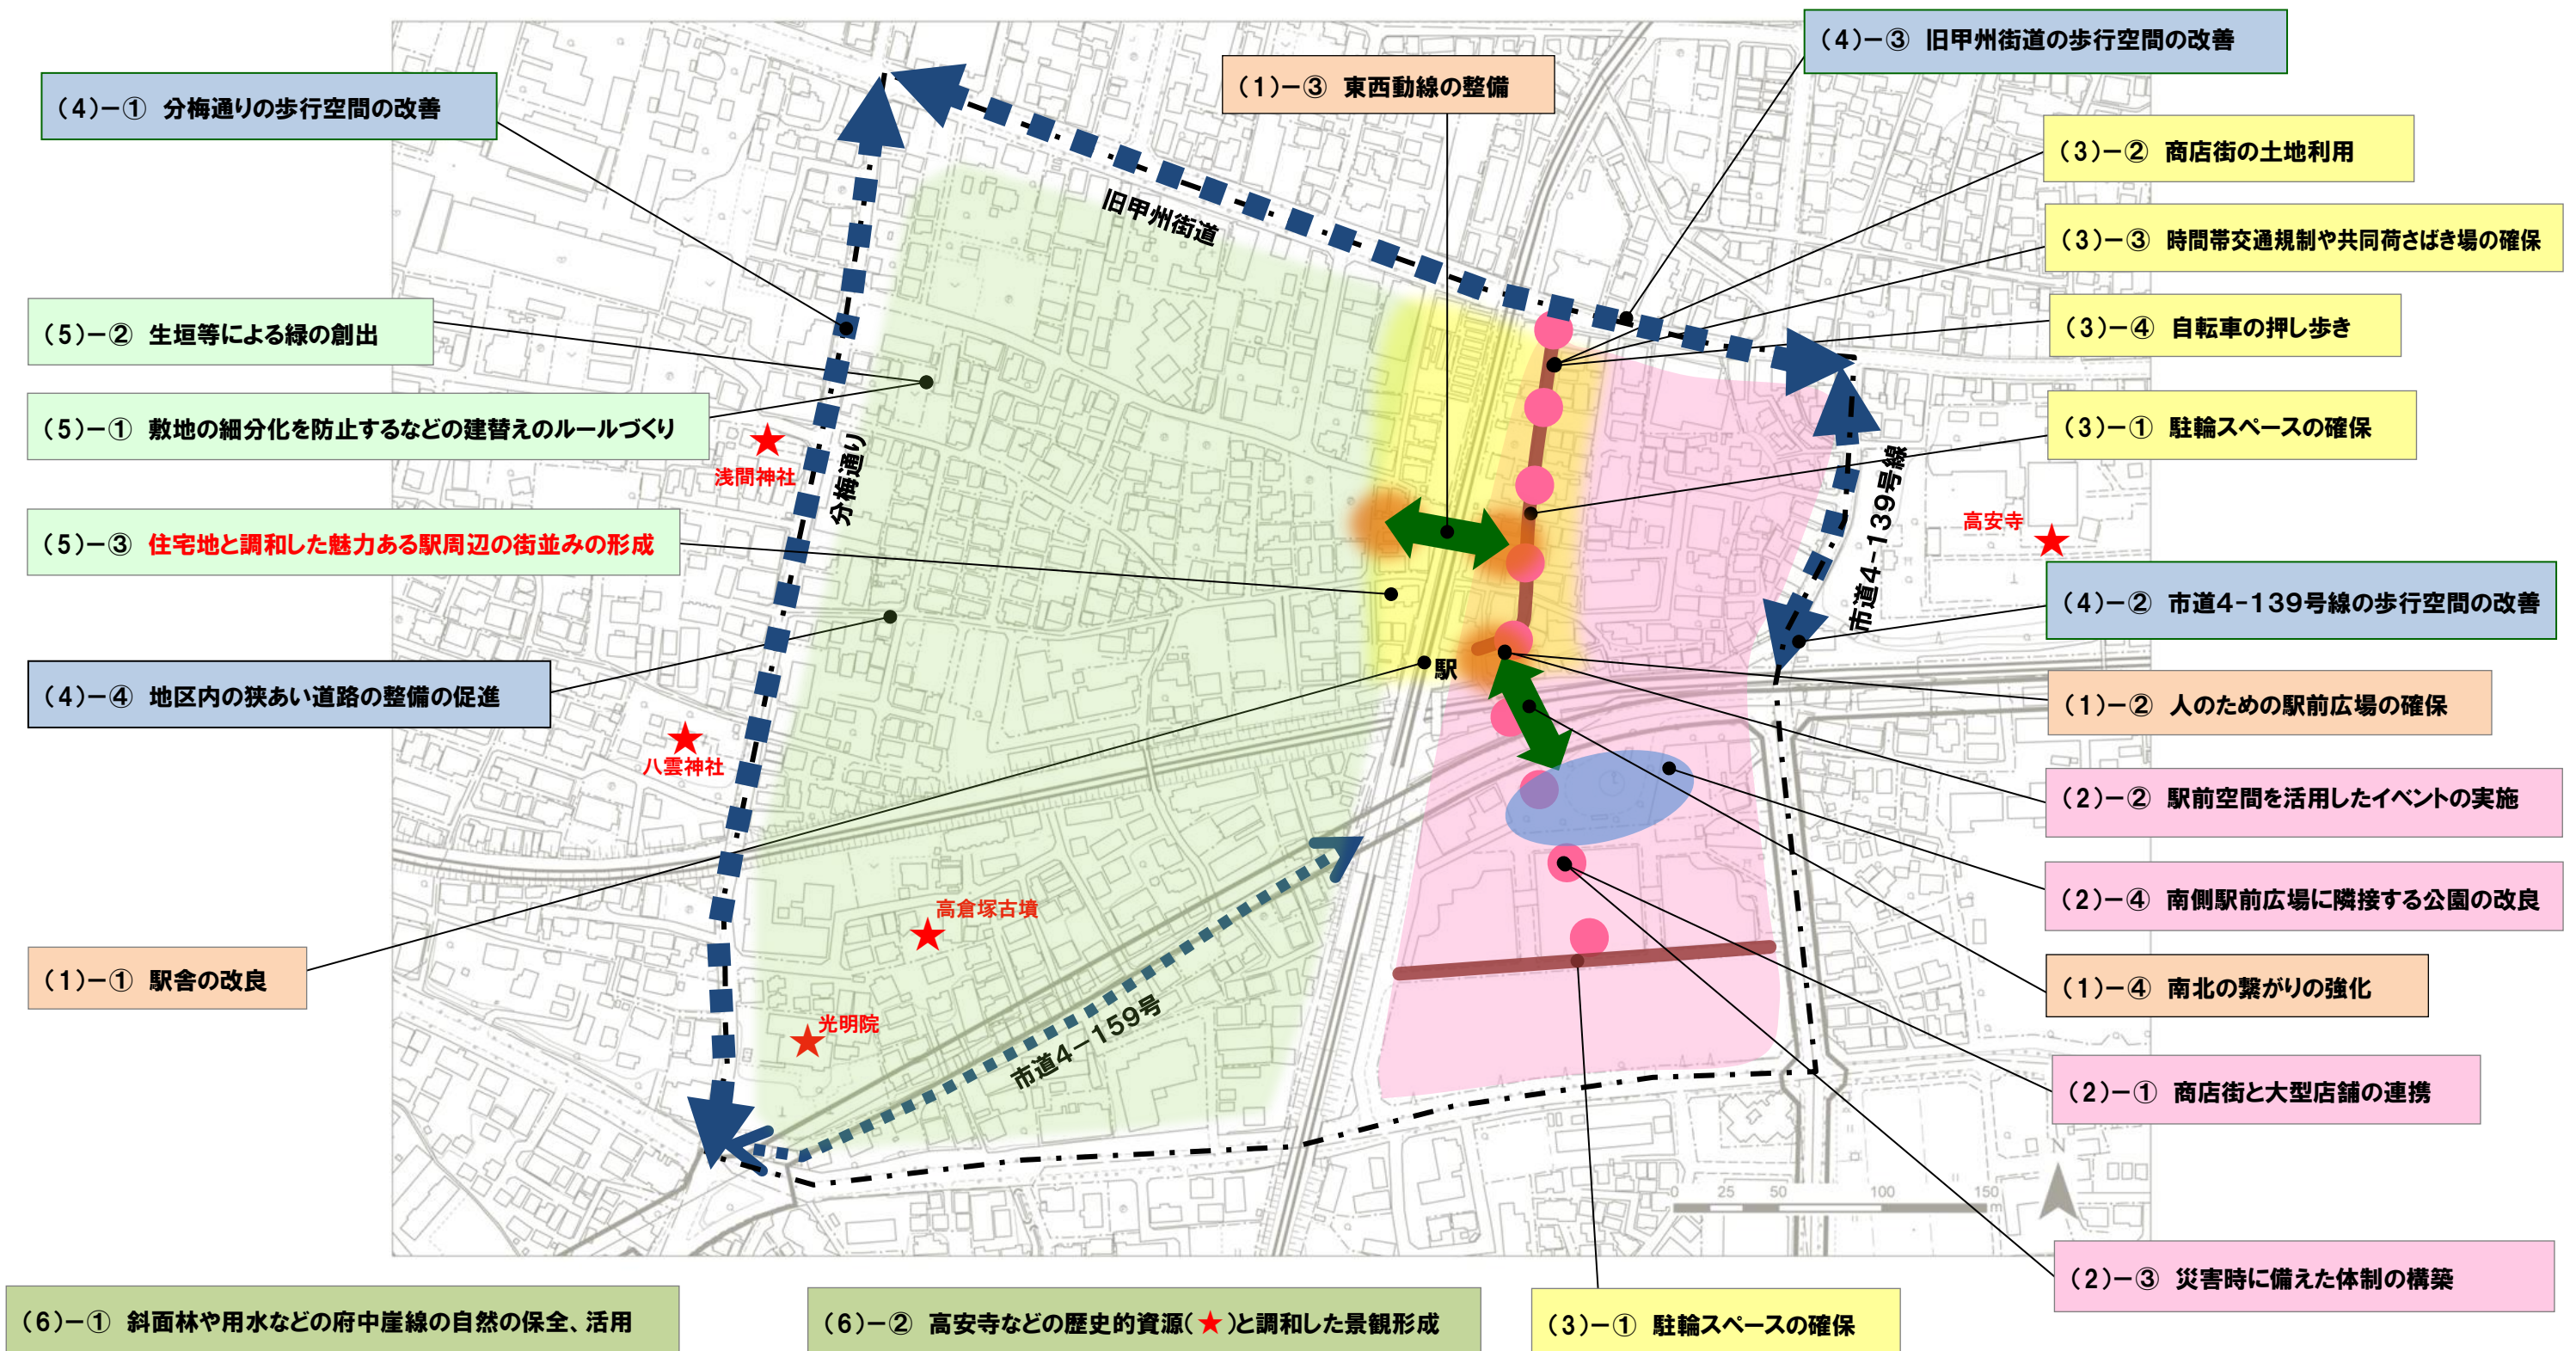 (4)-③ 旧甲州街道の歩行空間の改善
(1)-③ 東西動線の整備
(4)-① 分梅通りの歩行空間の改善
(3)-② 商店街の土地利用
旧甲州街道
(3)-③ 時間帯交通規制や共同荷さばき場の確保
(5)-② 生垣等による緑の創出
(3)-④ 自転車の押し歩き
(5)-① 敷地の細分化を防止するなどの建替えのルールづくり
(3)-① 駐輪スペースの確保
浅間神社
分梅通り
市道4-139号線
高安寺
(5)-③ 住宅地と調和した魅力ある駅周辺の街並みの形成
(4)-② 市道4-139号線の歩行空間の改善
駅
(4)-④ 地区内の狭あい道路の整備の促進
(1)-② 人のための駅前広場の確保
八雲神社
(2)-② 駅前空間を活用したイベントの実施
(2)-④ 南側駅前広場に隣接する公園の改良
高倉塚古墳
(1)-① 駅舎の改良
(1)-④ 南北の繋がりの強化
光明院
市道4-159号
(2)-① 商店街と大型店舗の連携
N
0 25 50 100 150
(2)-③ 災害時に備えた体制の構築
(6)-① 斜面林や用水などの府中崖線の自然の保全、活用
(6)-② 高安寺などの歴史的資源(★)と調和した景観形成
(3)-① 駐輪スペースの確保